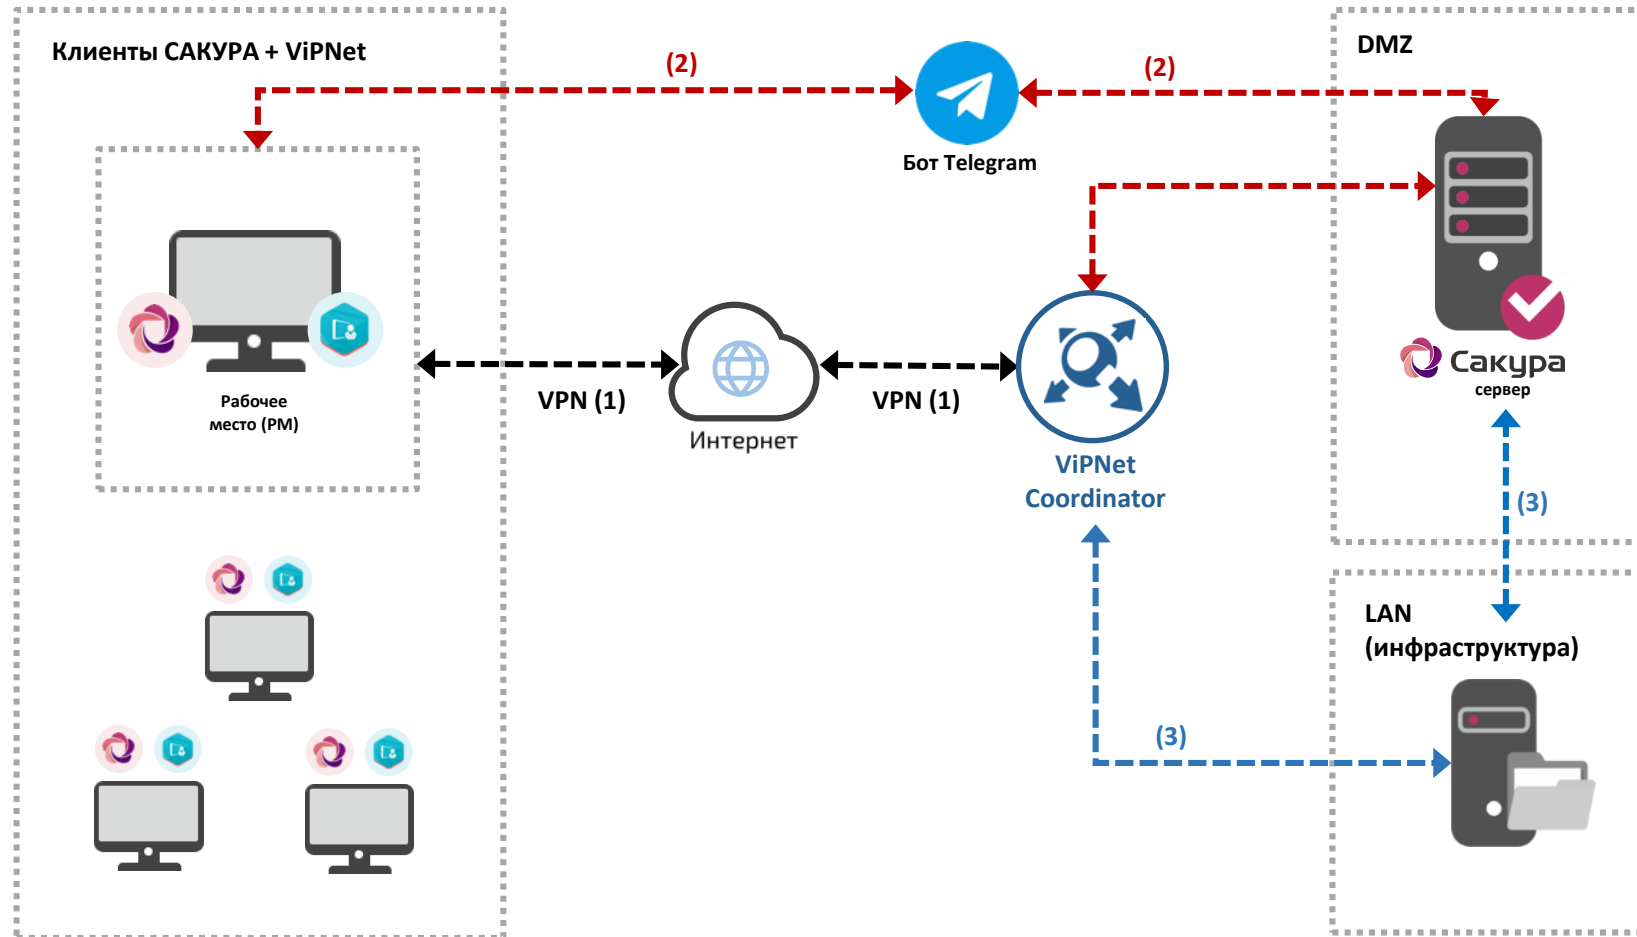 Клиенты САКУРА + ViPNet
(2)
(2)
DMZ
Бот Telegram
Рабочее
место (РМ)
VPN (1)
VPN (1)
Интернет
ViPNet
Coordinator
Сакура
сервер
(3)
LAN
(инфраструктура)
(3)